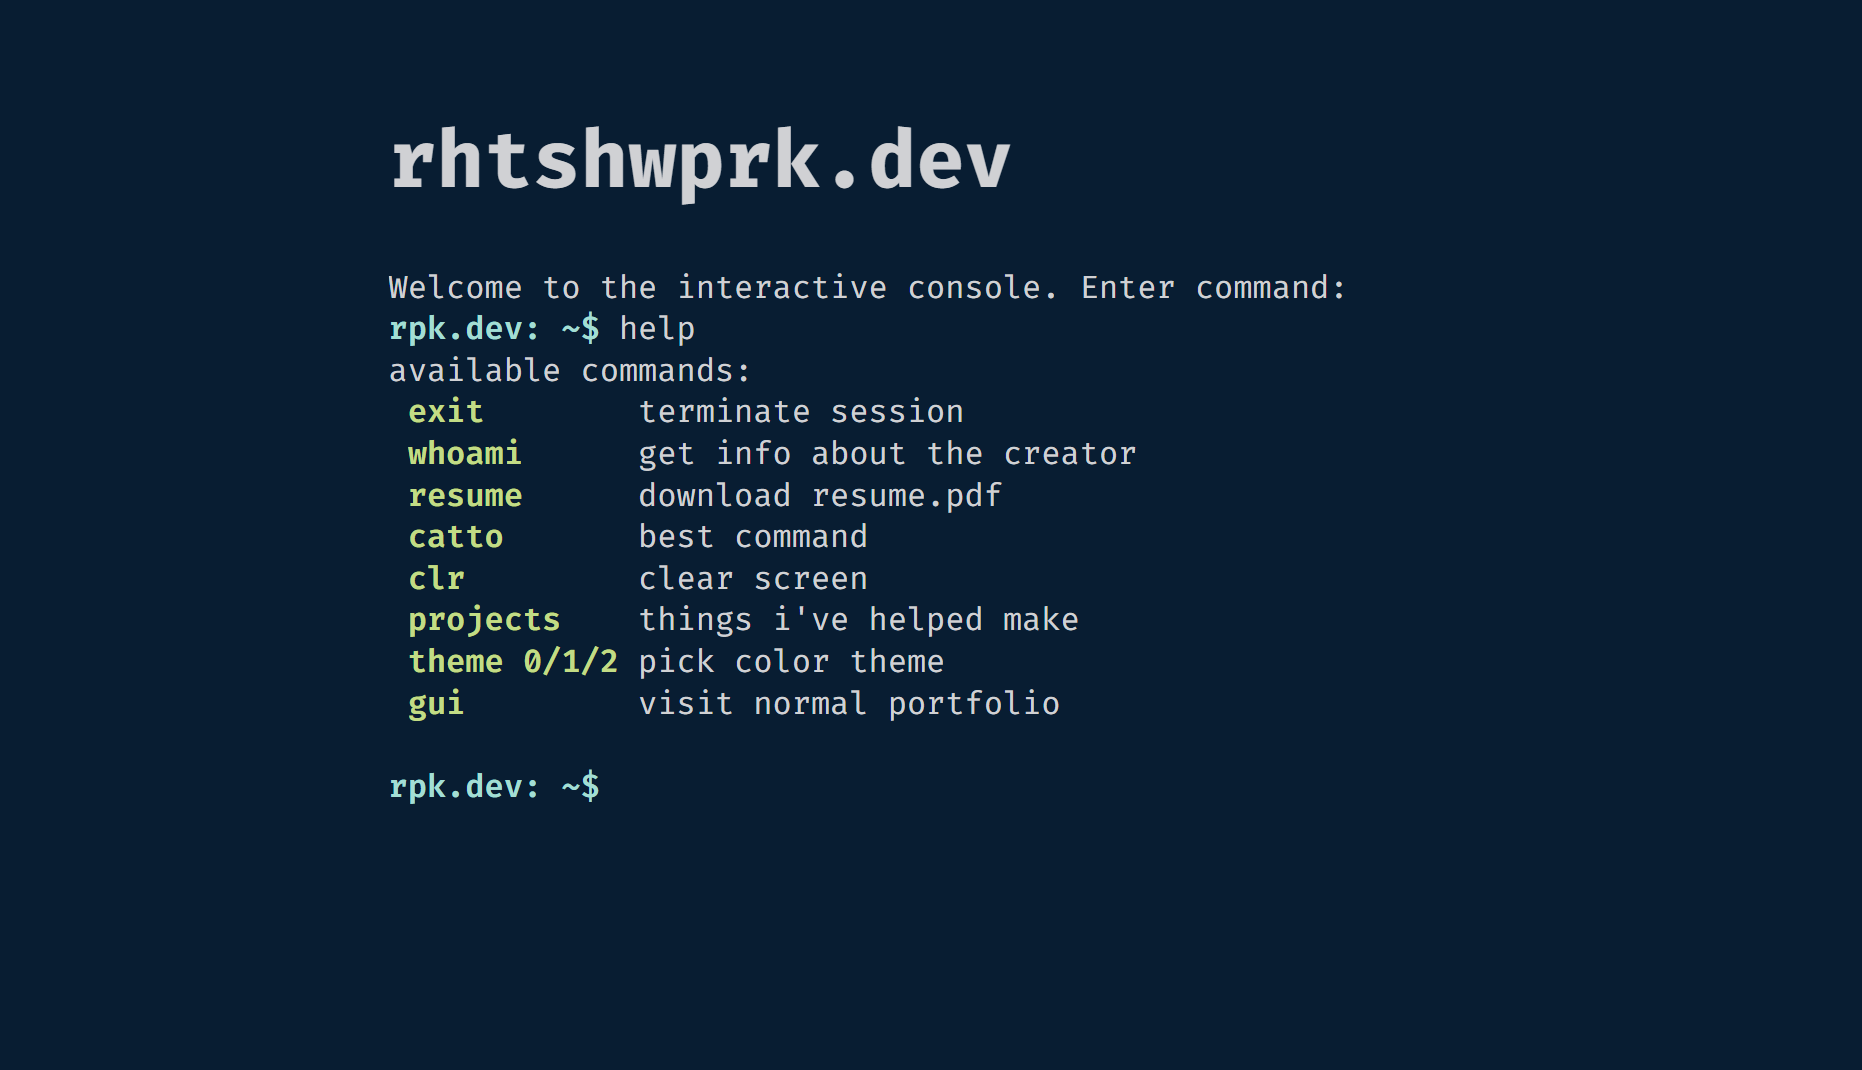 rhtshwprk.dev
Welcome to the interactive console. Enter command:
rpk.dev: ~$ help
available commands:
exit terminate session
whoami get info about the creator
resume download resume.pdf
catto best command
clr clear screen
projects things i've helped make
theme 0/1/2 pick color theme
gui visit normal portfolio
rpk.dev: ~$